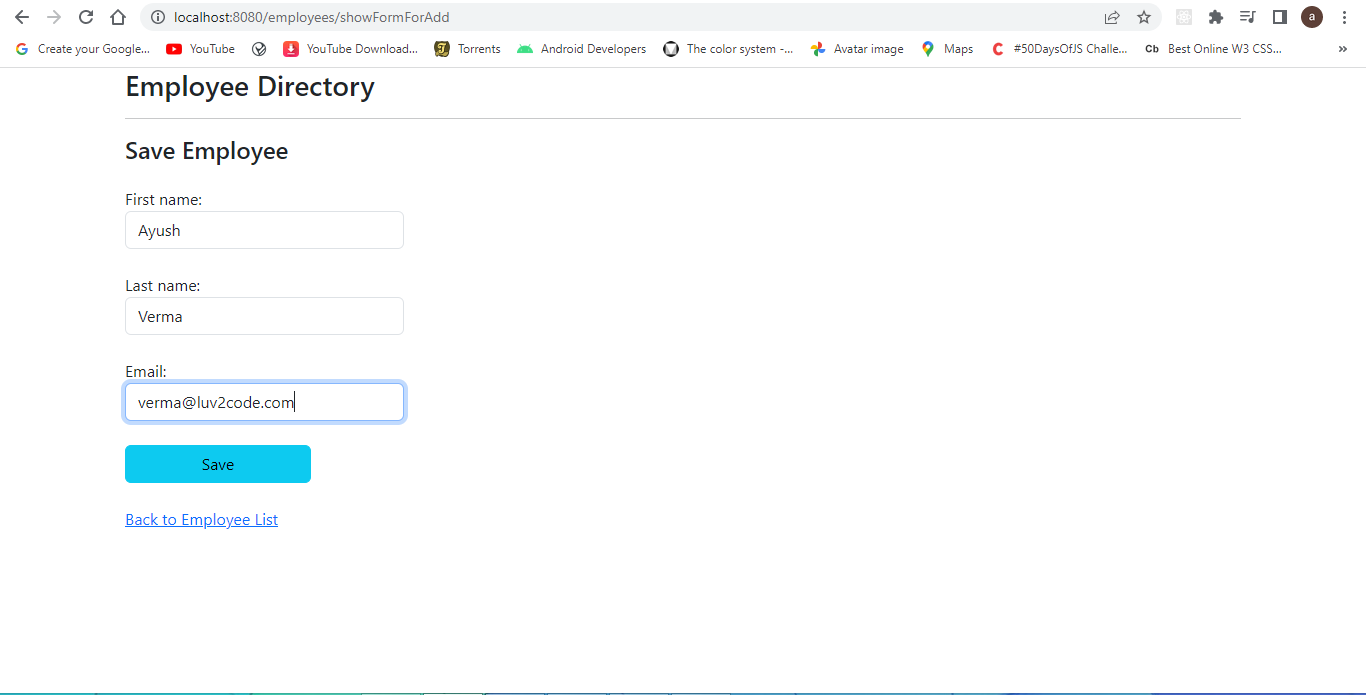 localhost:8080/employees/showFormForAdd
a
Create your Google... YouTube YouTube Download... Torrents Android Developers The color system -... Avatar image Maps #50DaysOfJS Challe... Cb Best Online W3 CSS... »
Employee Directory
Save Employee
First name:
Ayush
Last name:
Verma
Email:
verma@luv2code.com
Save
Back to Employee List